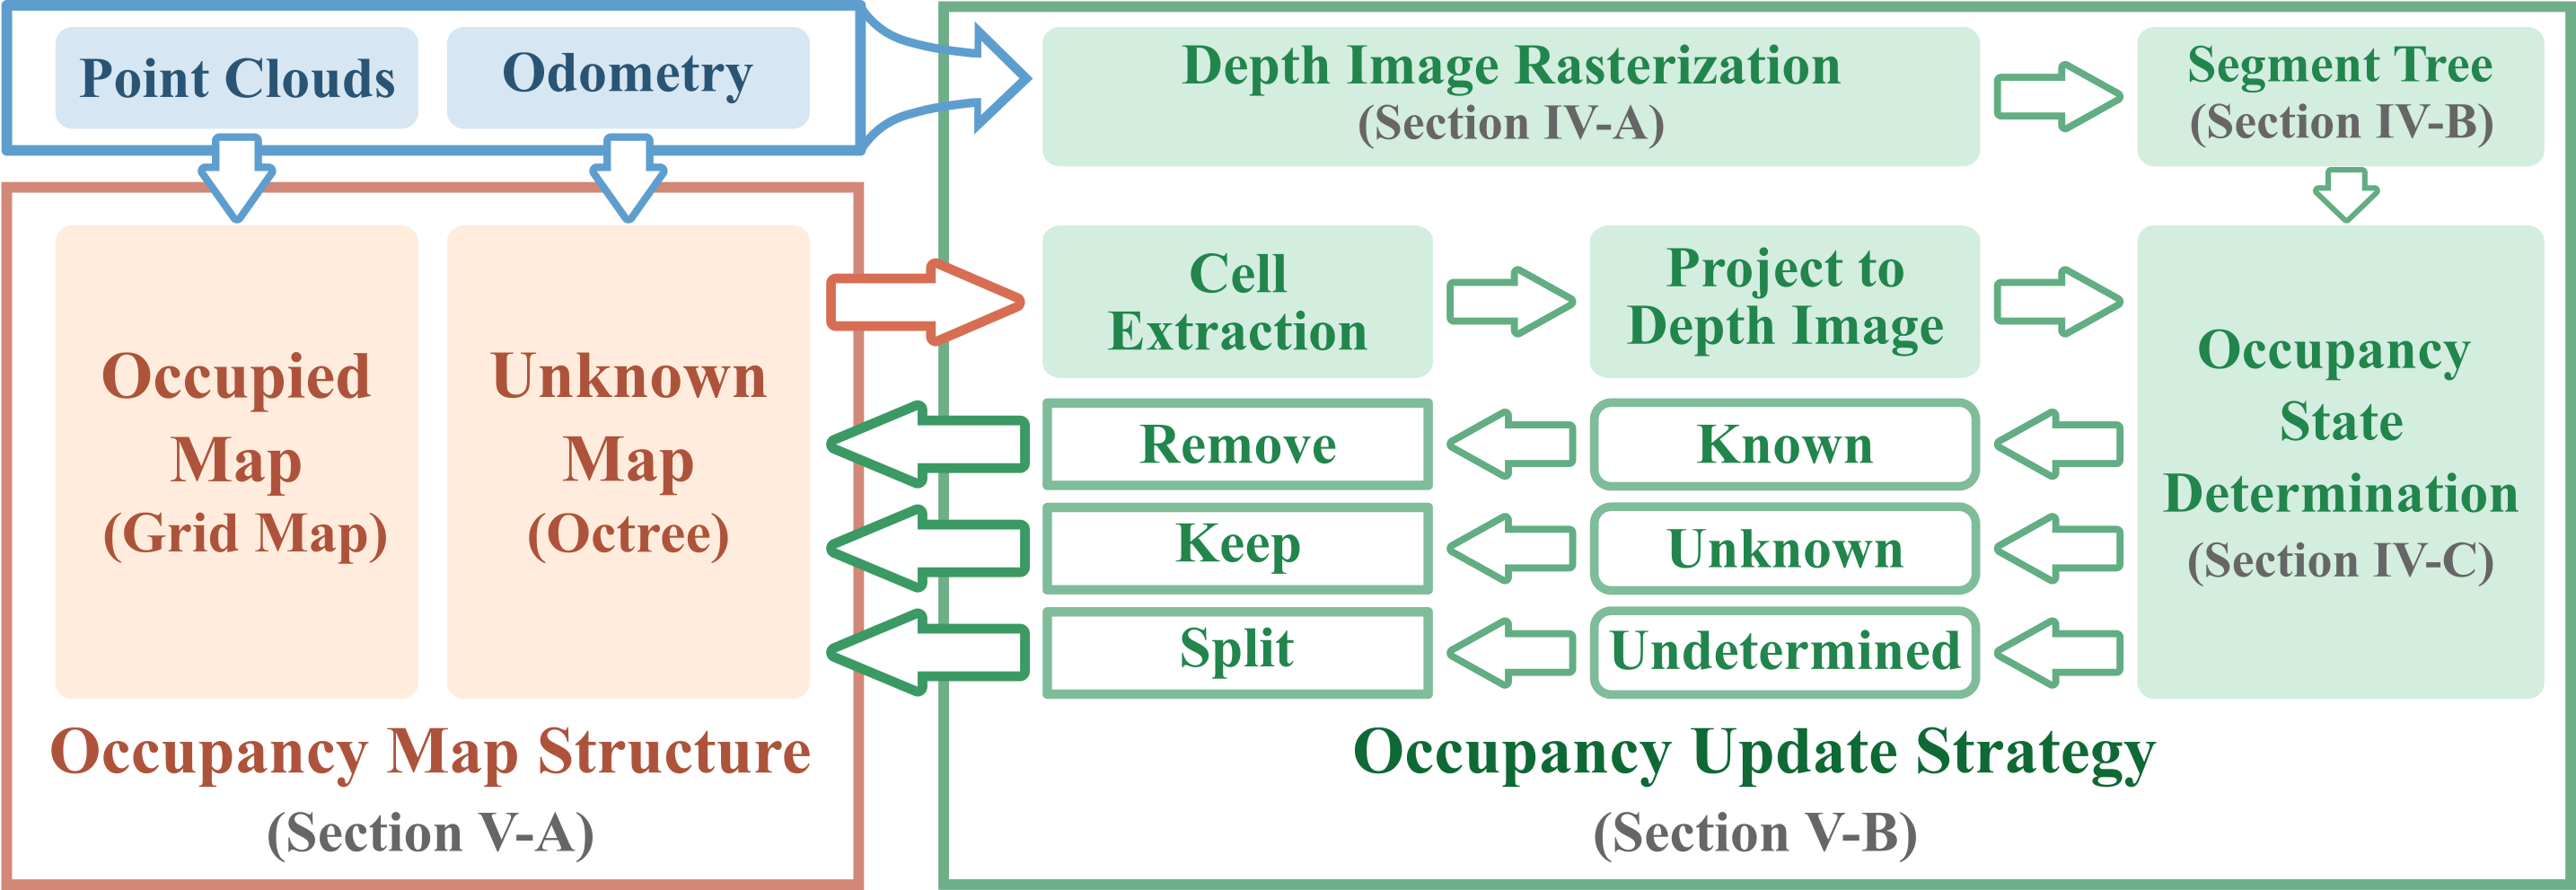 Point Clouds
Odometry
Depth Image Rasterization
(Section IV-A)
Segment Tree
(Section IV-B)
Occupied
Map
(Grid Map)
Unknown
Map
(Octree)
Occupancy Map Structure
(Section V-A)
Cell
Extraction
Project to
Depth Image
Occupancy
State
Determination
(Section IV-C)
Remove
Known
Keep
Unknown
Split
Undetermined
Occupancy Update Strategy
(Section V-B)